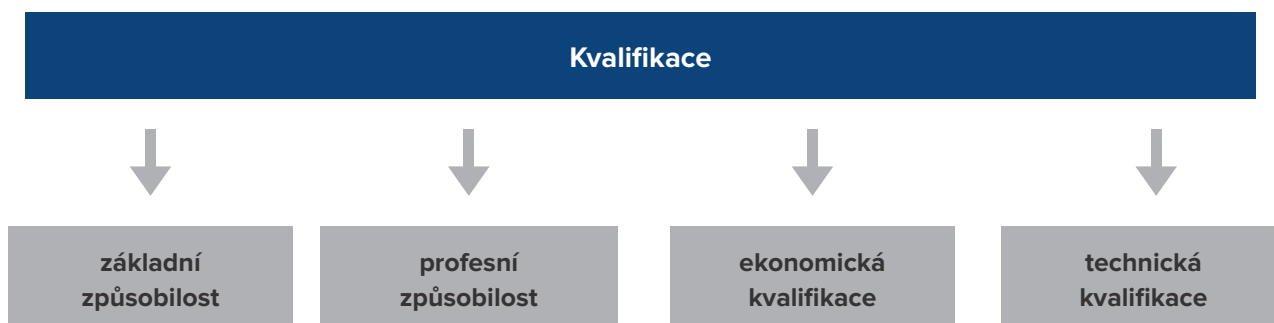 Kvalifikace
základní
způsobilost
profesní
způsobilost
ekonomická
kvalifikace
technická
kvalifikace